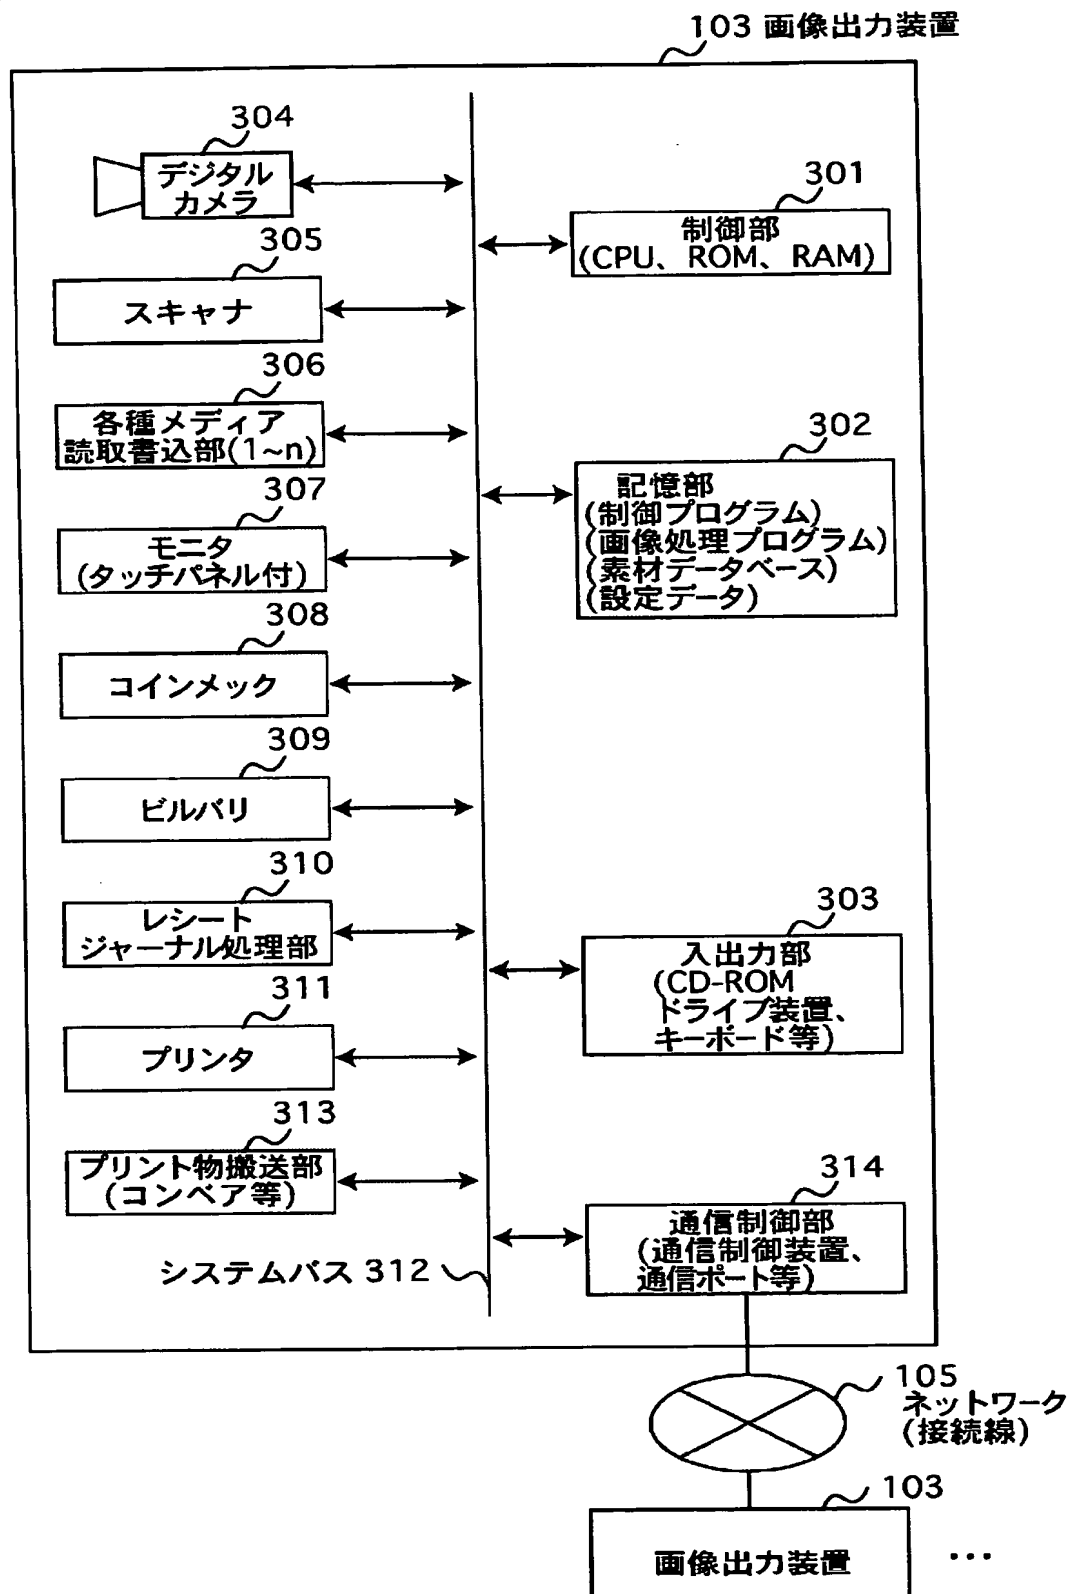 103 画像出力装置
304
デジタル
カメラ
301
制御部
(CPU、ROM、RAM)
305
スキャナ
306
各種メディア
読取書込部(1~n)
302
記憶部
(制御プログラム)
(画像処理プログラム)
(素材データベース)
(設定データ)
307
モニタ
(タッチパネル付)
308
コインメック
309
ビルバリ
310
レシート
ジャーナル処理部
303
入出力部
(CD-ROM
ドライブ装置、
キーボード等)
311
プリンタ
313
プリント物搬送部
(コンベア等)
314
通信制御部
(通信制御装置、
通信ポート等)
システムバス 312
105
ネットワーク
(接続線)
103
画像出力装置 …